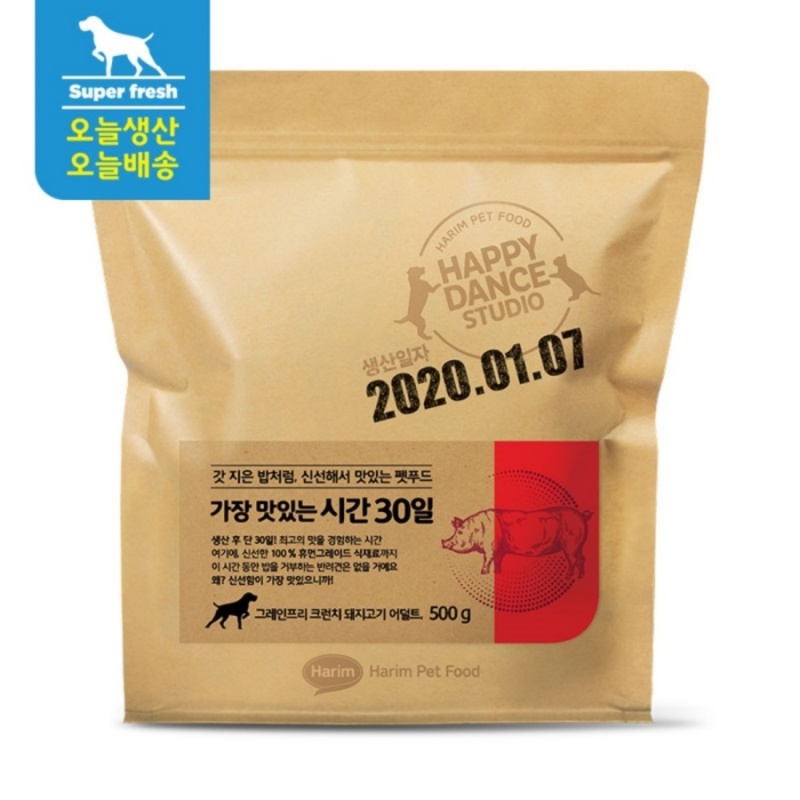 Super fresh
오늘생산
오늘배송
HARIM PET FOOD
HAPPY
DANCE
STUDIO
생산일자
2020.01.07
갓 지은 밥처럼, 신선해서 맛있는 펫푸드
가장 맛있는 시간 30일
생산 후 단 30일! 최고의 맛을 경험하는 시간
여기에, 신선한 100 % 휴먼그레이드 식재료까지
이 시간 동안 밥을 거부하는 반려견은 없을 거예요
왜? 신선함이 가장 맛있으니까!
그레인프리 크런치 돼지고기 어덜트, 500 g
Harim Harim Pet Food